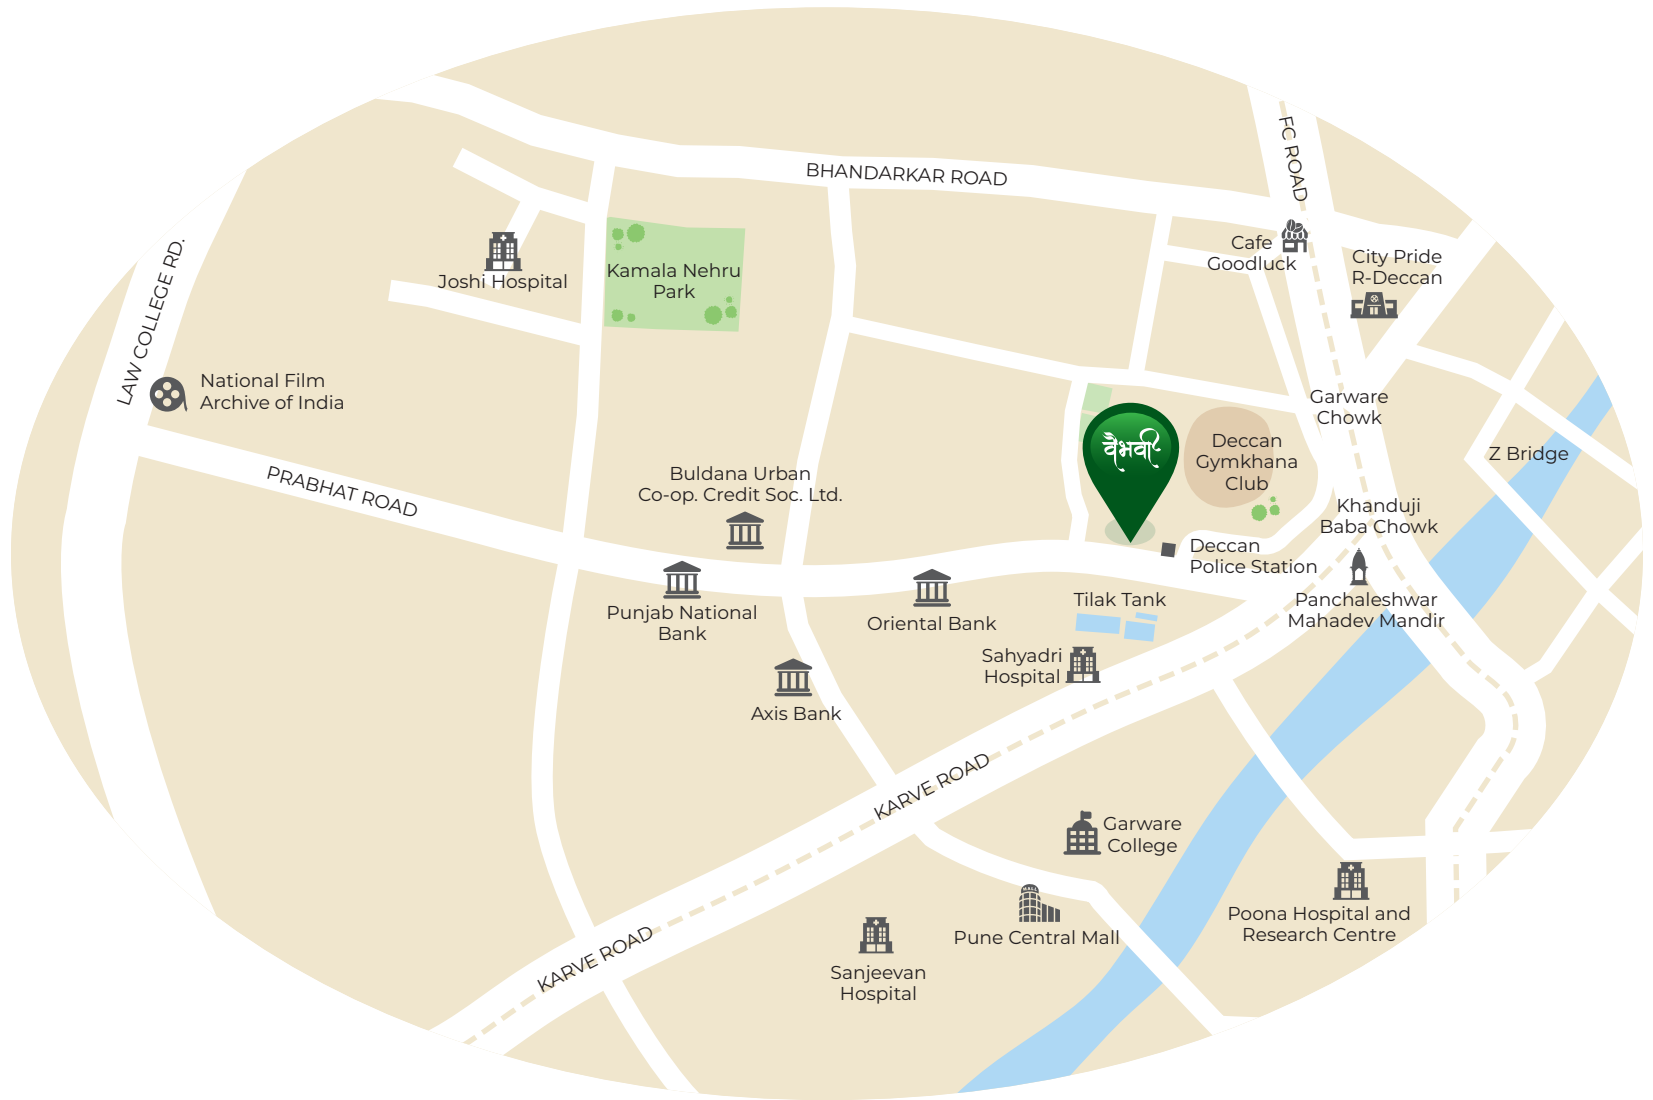 FC ROAD
BHANDARKAR ROAD
Cafe
Goodluck
City Pride
R-Deccan
LAW COLLEGE RD.
Joshi Hospital
Kamala Nehru
Park
National Film
Archive of India
Garware
Chowk
वैभवी
Deccan
Gymkhana
Club
Z Bridge
PRABHAT ROAD
Buldana Urban
Co-op. Credit Soc. Ltd.
Khanduji
Baba Chowk
Deccan
Police Station
Punjab National
Bank
Oriental Bank
Tilak Tank
Panchaleshwar
Mahadev Mandir
Sahyadri
Hospital
Axis Bank
KARVE ROAD
Garware
College
MALL
Pune Central Mall
Poona Hospital and
Research Centre
KARVE ROAD
Sanjeevan
Hospital